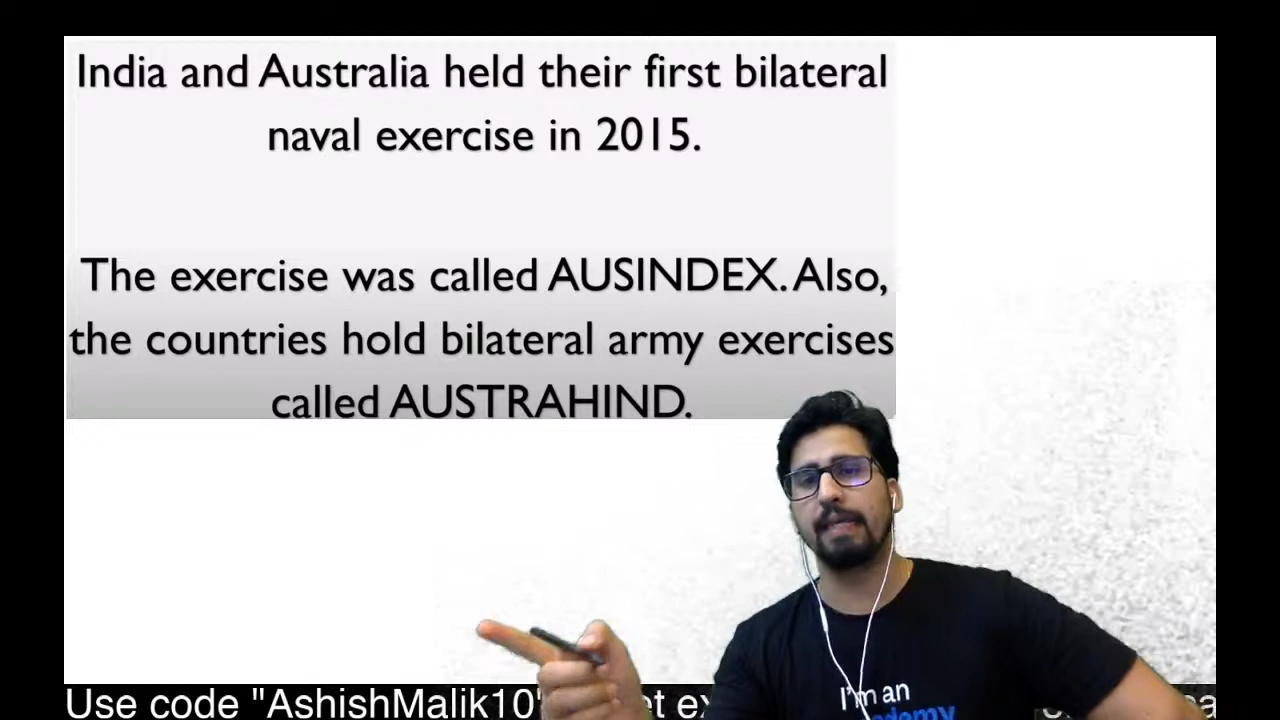 India and Australia held their first bilateral
naval exercise in 2015.
The exercise was called AUSINDEX. Also,
the countries hold bilateral army exercises
called AUSTRAHIND.
I'm an
Use code "AshishMalik10"